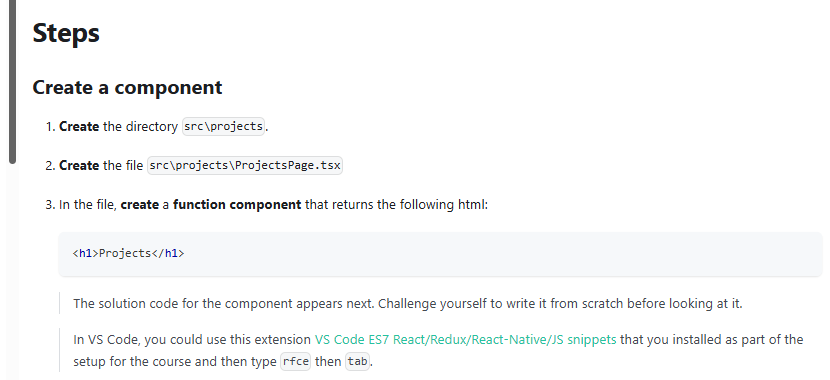 Steps
Create a component
1. Create the directory src\projects.
2. Create the file src\projects\ProjectsPage.tsx
3. In the file, create a function component that returns the following html:
<h1>Projects</h1>
The solution code for the component appears next. Challenge yourself to write it from scratch before looking at it.
In VS Code, you could use this extension VS Code ES7 React/Redux/React-Native/JS snippets that you installed as part of the
setup for the course and then type rfce then tab.